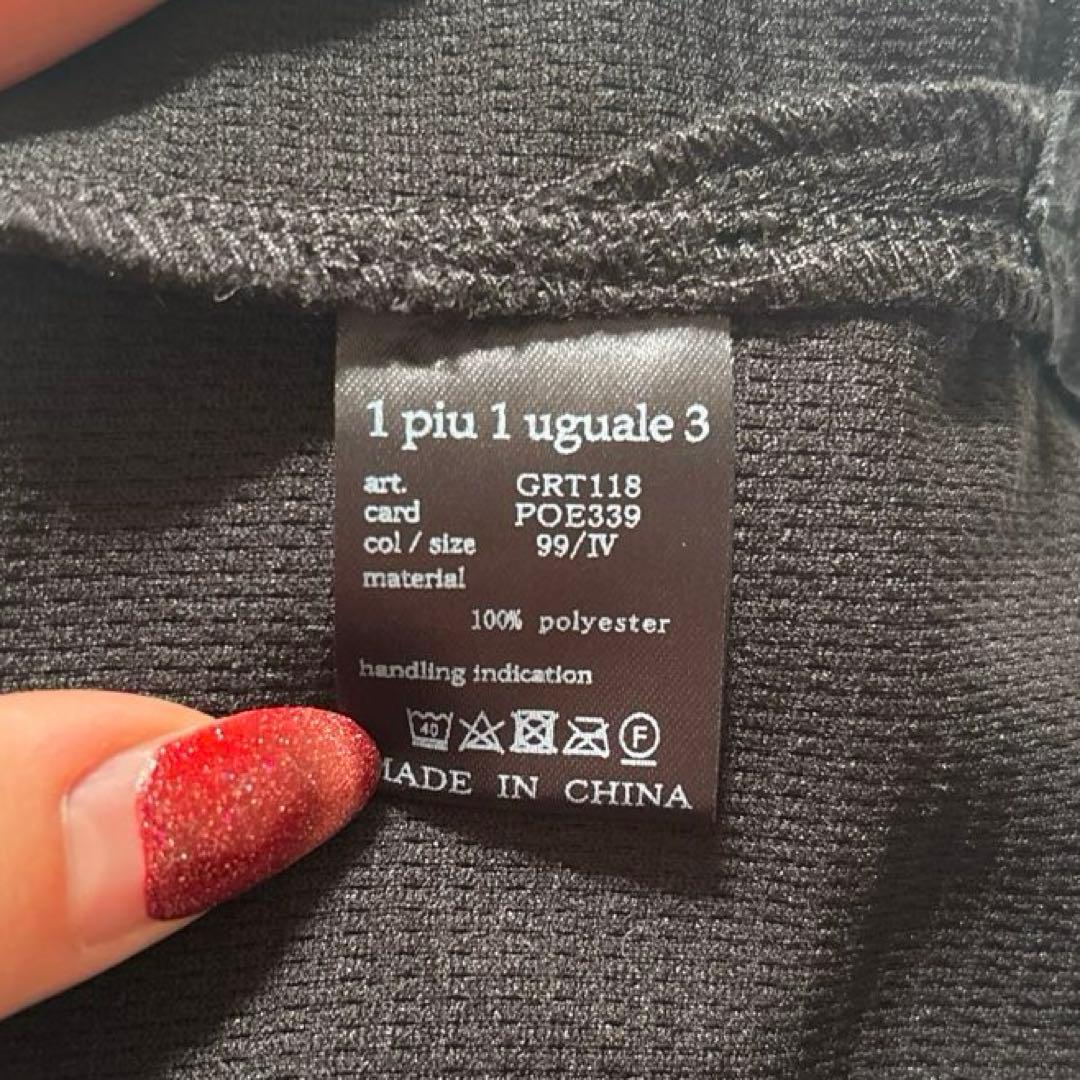 1 piu 1 uguale 3
art. GRT118
card POE339
col / size 99/IV
material
100% polyester
handling indication
40 F
MADE IN CHINA